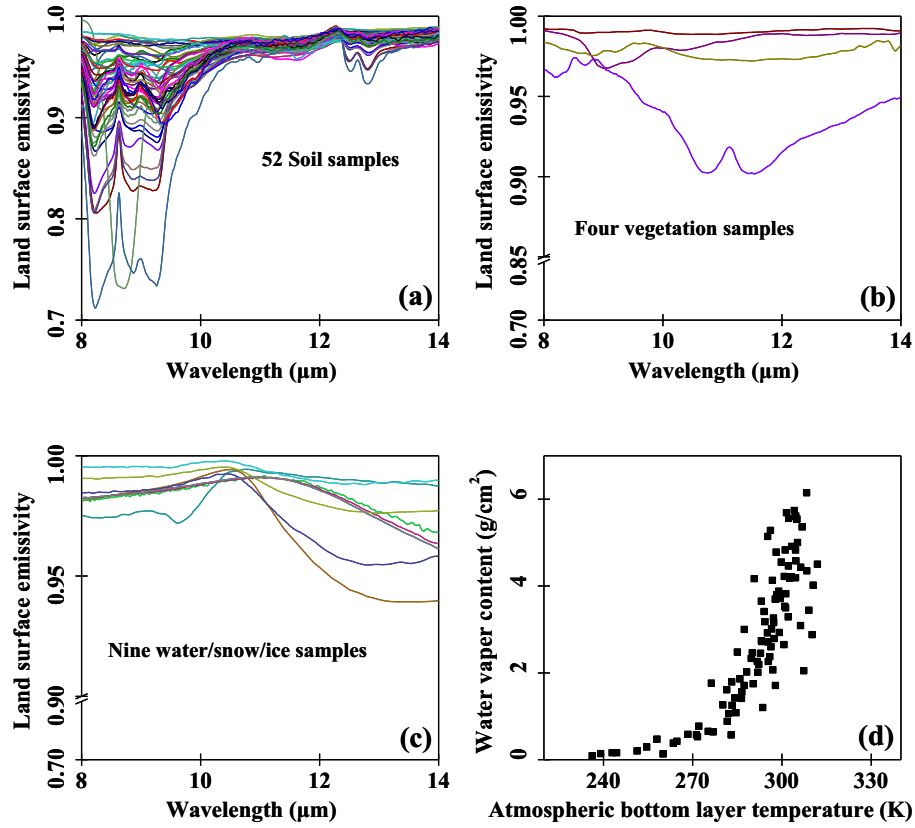 1.0
0.9
0.8
0.7
Land surface emissivity
52 Soil samples
(a)
8 10 12 14
Wavelength (μm)
1.00
0.95
0.90
0.85
0.70
Land surface emissivity
Four vegetation samples
(b)
8 10 12 14
Wavelength (μm)
1.00
0.95
0.90
0.70
Land surface emissivity
Nine water/snow/ice samples
(c)
8 10 12 14
Wavelength (μm)
6
4
2
0
Water vaper content (g/cm2)
(d)
240 270 300 330
Atmospheric bottom layer temperature (K)